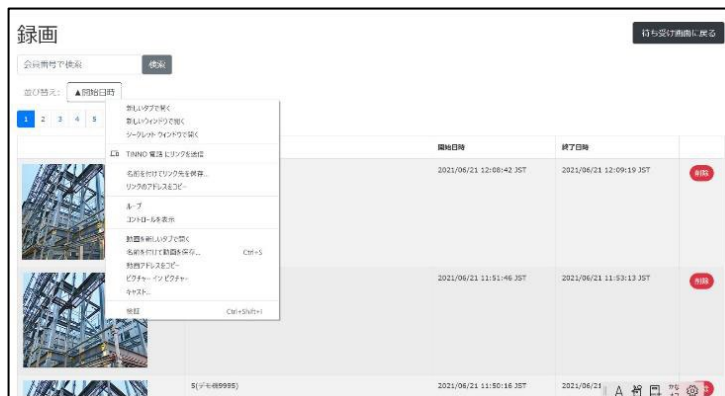 録画
待ち受け画面に戻る
会員番号で検索
検索
並び替え:
▲開始日時
1 2 3 4 5
新しいタブで開く
新しいウィンドウで開く
シークレット ウィンドウで開く
TINNO 電話 にリンクを送信
名前を付けてリンク先を保存...
リンクのアドレスをコピー
ループ
コントロールを表示
動画を新しいタブで開く
名前を付けて動画を保存... Ctrl+S
動画アドレスをコピー
ピクチャー イン ピクチャー
キャスト...
検証 Ctrl+Shift+I
開始日時 終了日時
2021/06/21 12:08:42 JST 2021/06/21 12:09:19 JST 削除
2021/06/21 11:51:46 JST 2021/06/21 11:53:13 JST 削除
S(デモ機9995) 2021/06/21 11:50:16 JST 2021/06/21
A